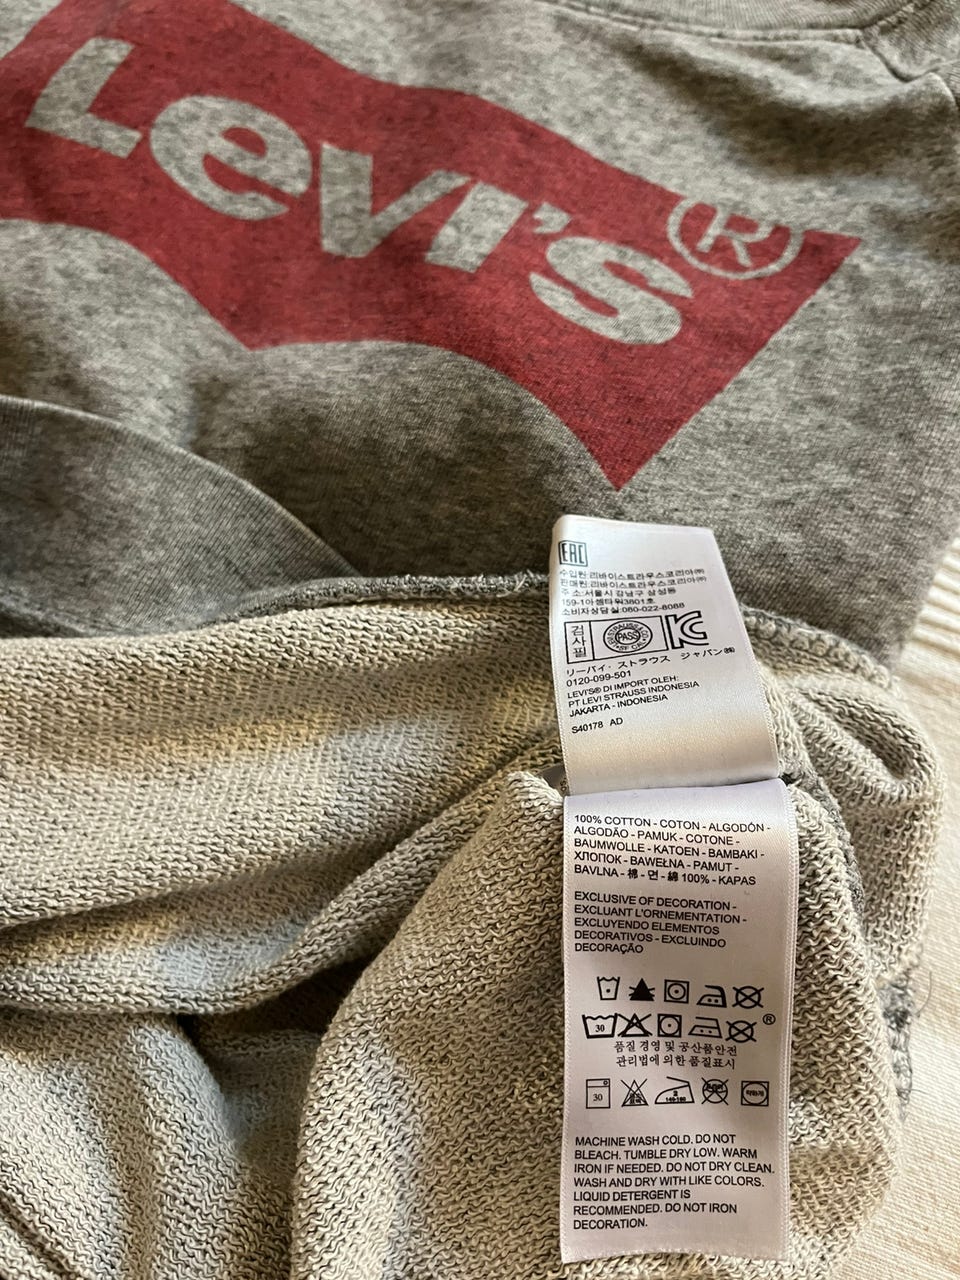 Levi's®
EAC
수입원:리바이스트라우스코리아㈜
판매원:리바이스트라우스코리아㈜
주소:서울시 강남구 삼성동
159-1아셈타워3801호
소비자상담실:080-022-8088
검사필
PASS
リーバイ・ストラウス ジャパン㈱
0120-099-501
LEVI'S® DI IMPORT OLEH:
PT LEVI STRAUSS INDONESIA
JAKARTA - INDONESIA
S40178 AD
100% COTTON - COTON - ALGODÓN -
ALGODÃO - PAMUK - COTONE -
BAUMWOLLE - KATOEN - BAMBAKI -
ХЛОПОК - BAWEŁNA - PAMUT -
BAVLNA - 棉 - 면 - 綿 100% - KAPAS
EXCLUSIVE OF DECORATION -
EXCLUANT L'ORNEMENTATION -
EXCLUYENDO ELEMENTOS
DECORATIVOS - EXCLUINDO
DECORAÇÃO
30
®
품질경영 및 공산품안전
관리법에 의한 품질표시
30
MACHINE WASH COLD. DO NOT
BLEACH. TUMBLE DRY LOW. WARM
IRON IF NEEDED. DO NOT DRY CLEAN.
WASH AND DRY WITH LIKE COLORS.
LIQUID DETERGENT IS
RECOMMENDED. DO NOT IRON
DECORATION.